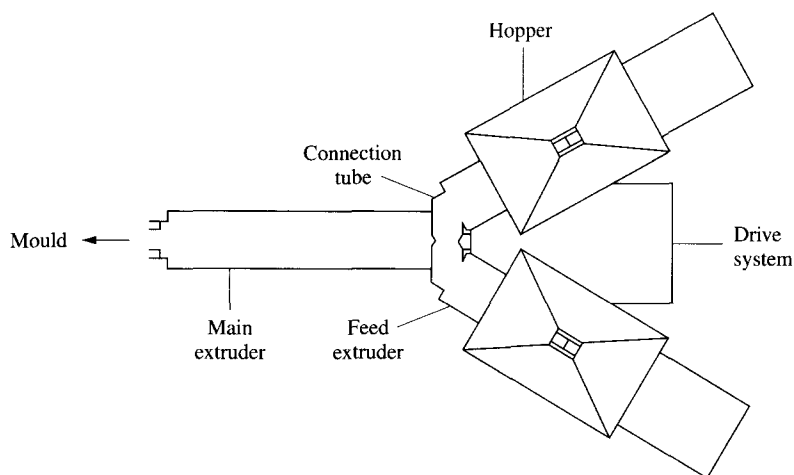 Hopper
Connection
tube
Mould
Drive
system
Main
extruder
Feed
extruder